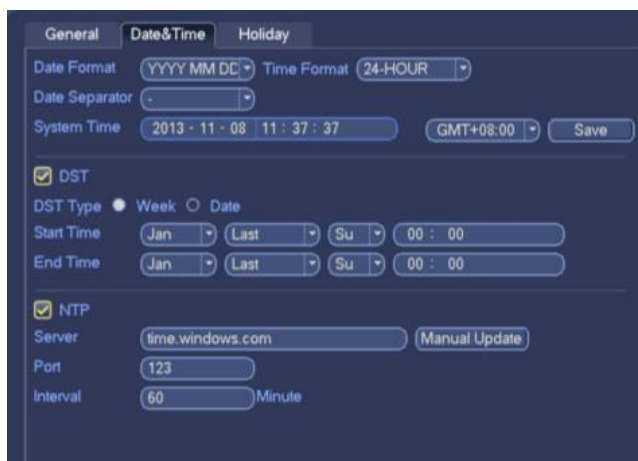 General Date&Time Holiday
Date Format YYYY MM DD Time Format 24-HOUR
Date Separator -
System Time 2013 - 11 - 08 11 : 37 : 37 GMT+08:00 Save
DST
DST Type Week Date
Start Time Jan Last Su 00 : 00
End Time Jan Last Su 00 : 00
NTP
Server time.windows.com Manual Update
Port 123
Interval 60 Minute